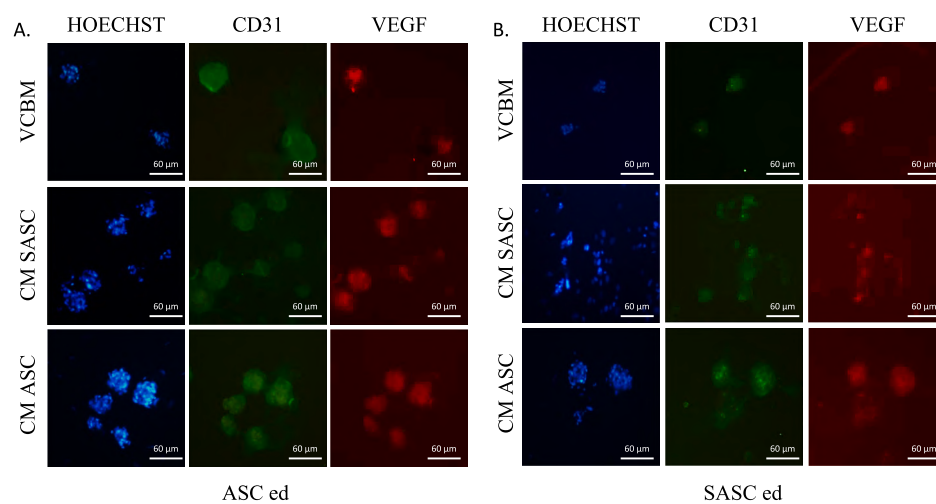 A.
HOECHST CD31 VEGF
VCBM
60 µm 60 µm 60 µm
CM SASC
60 µm 60 µm 60 µm
CM ASC
60 µm 60 µm 60 µm
ASC ed
B.
HOECHST CD31 VEGF
VCBM
60 µm 60 µm 60 µm
CM SASC
60 µm 60 µm 60 µm
CM ASC
60 µm 60 µm 60 µm
SASC ed